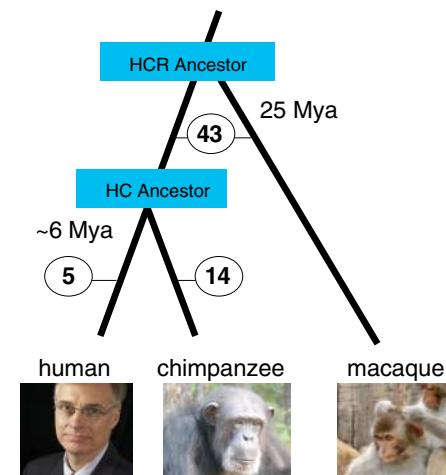 HCR Ancestor
25 Mya
43
HC Ancestor
~6 Mya
5
14
human
chimpanzee
macaque